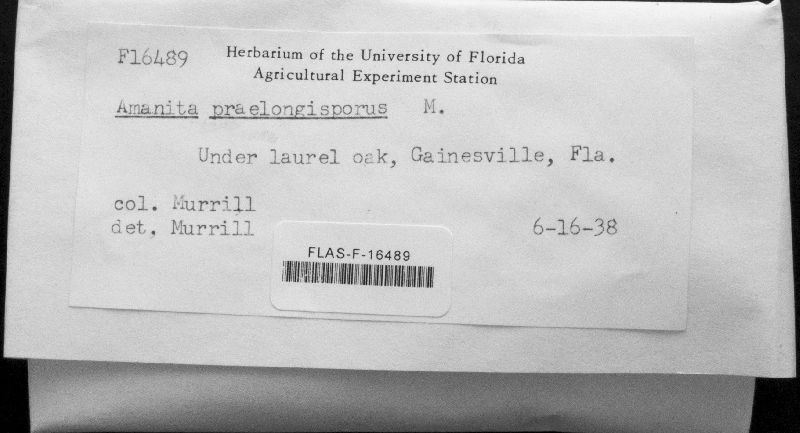 F16489 Herbarium of the University of Florida
Agricultural Experiment Station
Amanita praelongisporus M.
Under laurel oak, Gainesville, Fla.
col. Murrill
det. Murrill 6-16-38
FLAS-F-16489